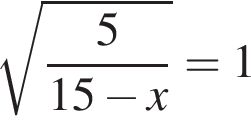 √(5/(15 − x)) = 1